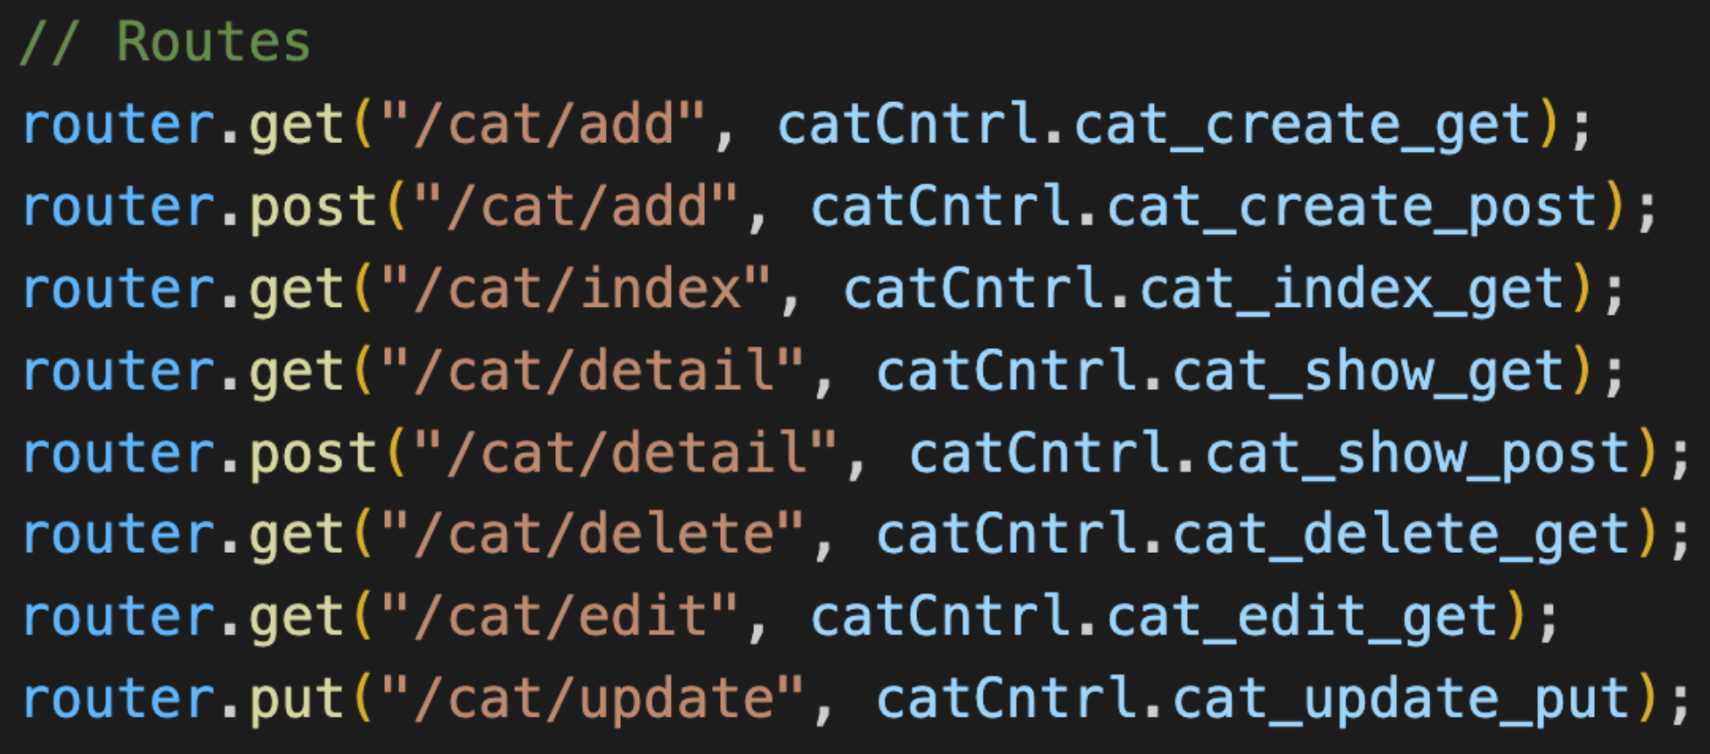 // Routes
router.get("/cat/add", catCntrl.cat_create_get);
router.post("/cat/add", catCntrl.cat_create_post);
router.get("/cat/index", catCntrl.cat_index_get);
router.get("/cat/detail", catCntrl.cat_show_get);
router.post("/cat/detail", catCntrl.cat_show_post);
router.get("/cat/delete", catCntrl.cat_delete_get);
router.get("/cat/edit", catCntrl.cat_edit_get);
router.put("/cat/update", catCntrl.cat_update_put);